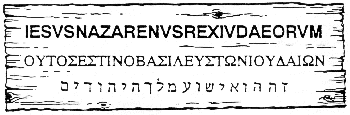 IESVSNAZARENVSREXIVDAEORVM
ΟΥΤΟΣΕΣΤΙΝΟΒΑΣΙΛΕΥΣΤΩΝΙΟΥΔΑΙΩΝ
זההואישועמלךהיהודים